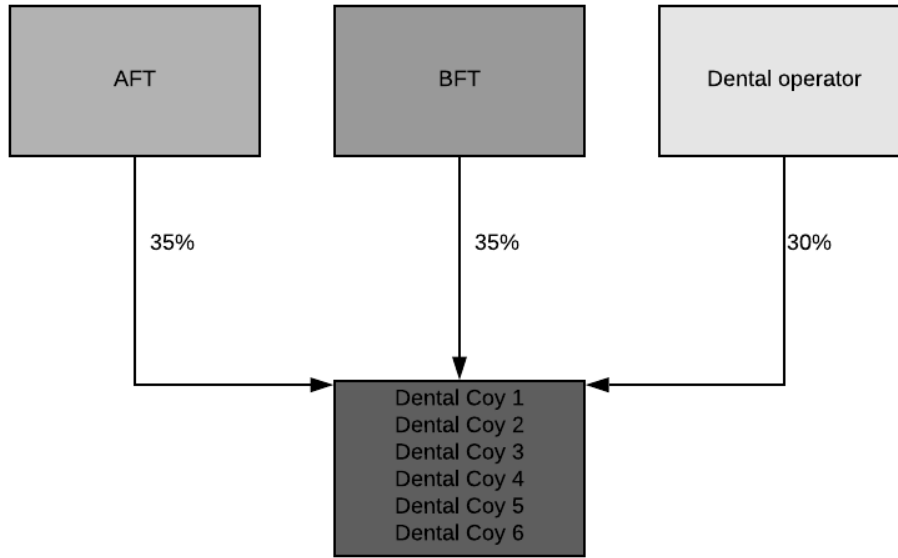 AFT
BFT
Dental operator
35%
35%
30%
Dental Coy 1
Dental Coy 2
Dental Coy 3
Dental Coy 4
Dental Coy 5
Dental Coy 6